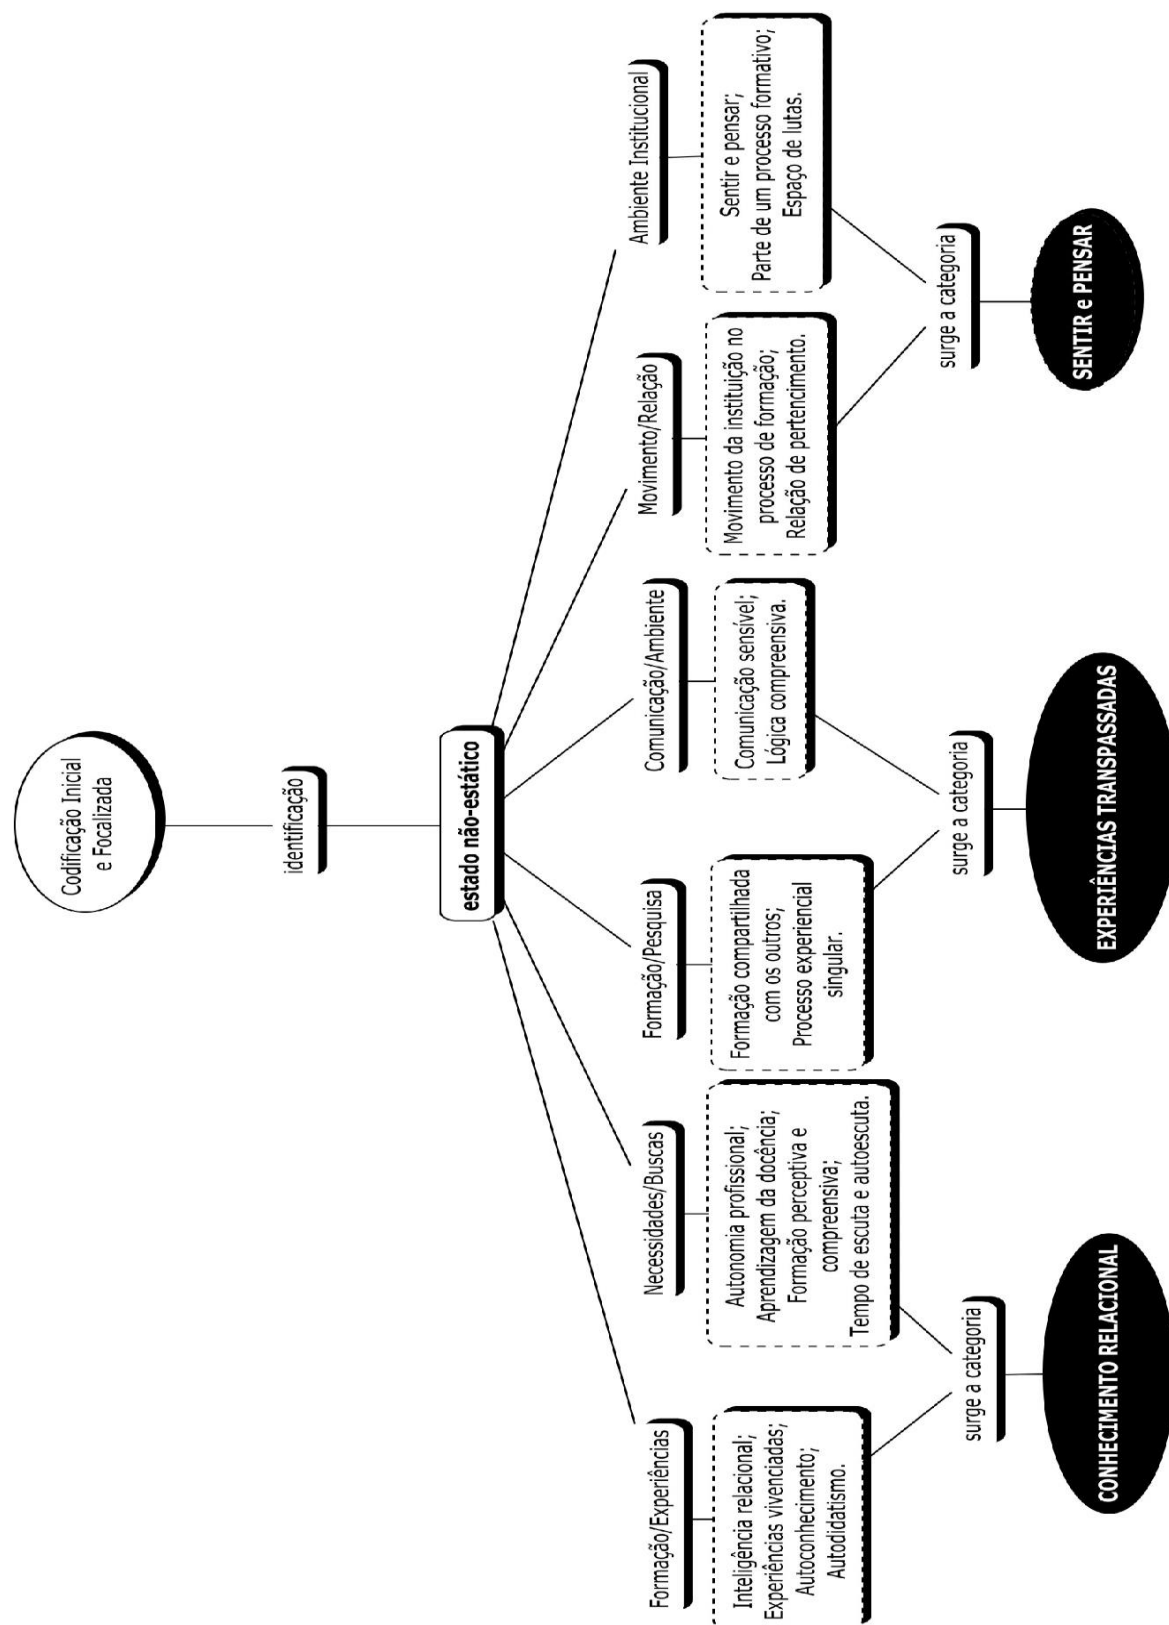 Codificação Inicial
e Focalizada
identificação
estado não-estático
Formação/Experiências
Inteligência relacional;
Experiências vivenciadas;
Autoconhecimento;
Autodidatismo.
Necessidades/Buscas
Autonomia profissional;
Aprendizagem da docência;
Formação perceptiva e
compreensiva;
Tempo de escuta e autoescuta.
surge a categoria
CONHECIMENTO RELACIONAL
Formação/Pesquisa
Formação compartilhada
com os outros;
Processo experiencial
singular.
Comunicação/Ambiente
Comunicação sensível;
Lógica compreensiva.
surge a categoria
EXPERIÊNCIAS TRANSPASSADAS
Movimento/Relação
Movimento da instituição no
processo de formação;
Relação de pertencimento.
Ambiente Institucional
Sentir e pensar;
Parte de um processo formativo;
Espaço de lutas.
surge a categoria
SENTIR e PENSAR